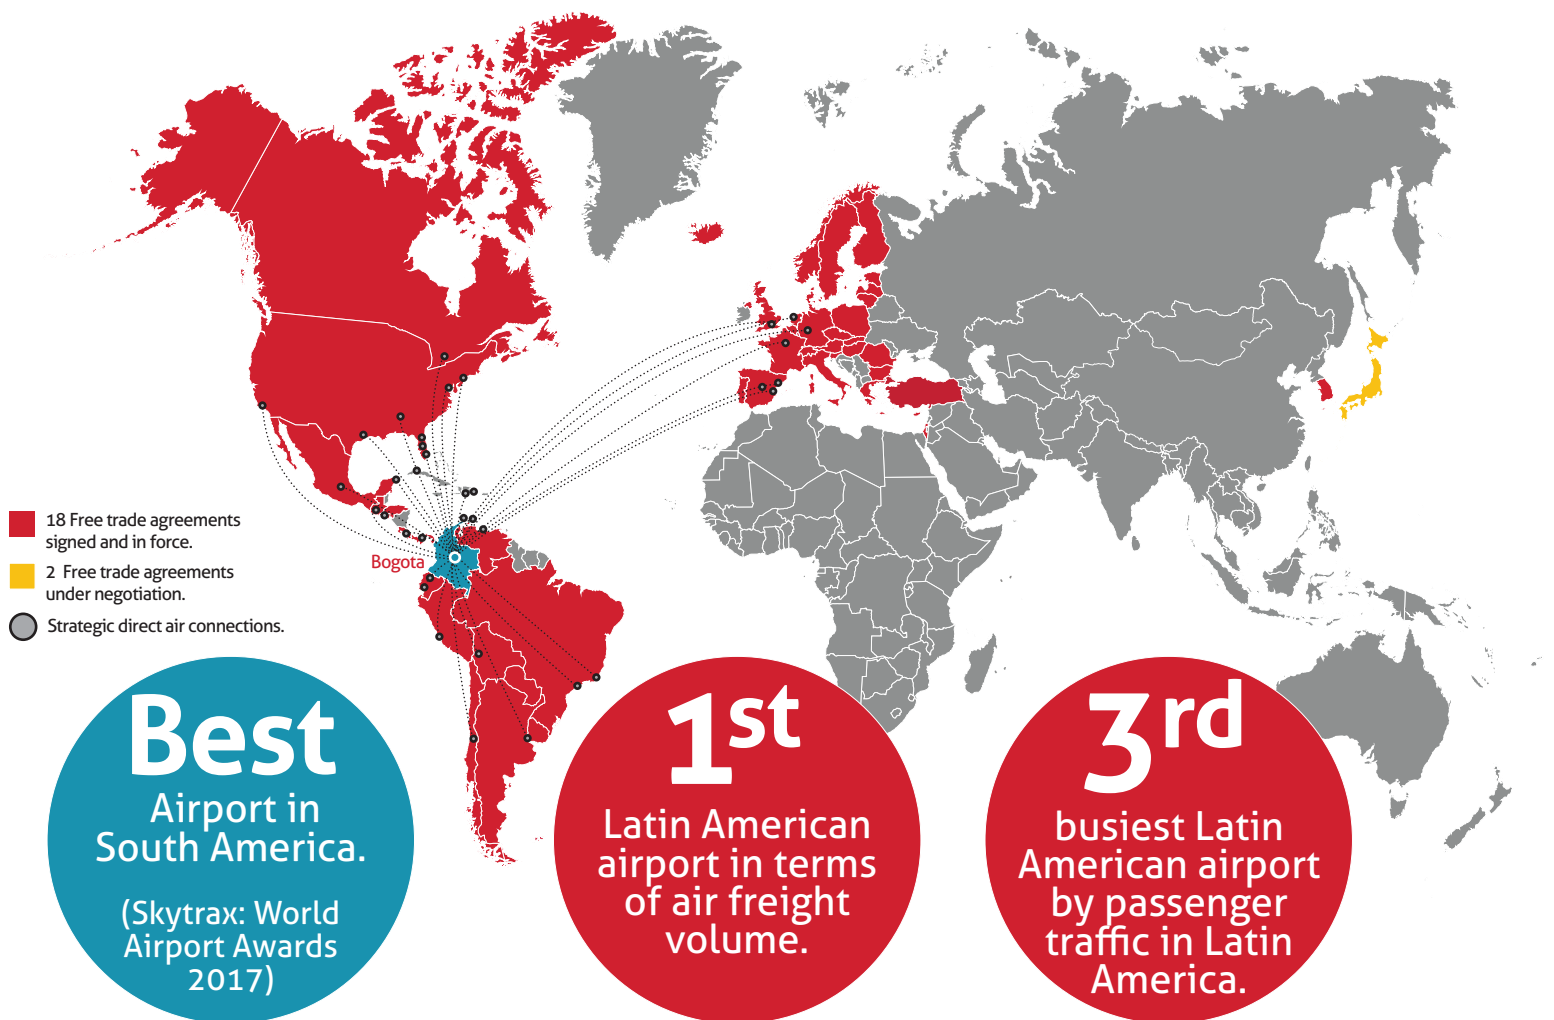 18 Free trade agreements
signed and in force.
2 Free trade agreements
under negotiation.
Strategic direct air connections.
Bogota
Best
Airport in
South America.
(Skytrax: World
Airport Awards
2017)
1st
Latin American
airport in terms
of air freight
volume.
3rd
busiest Latin
American airport
by passenger
traffic in Latin
America.